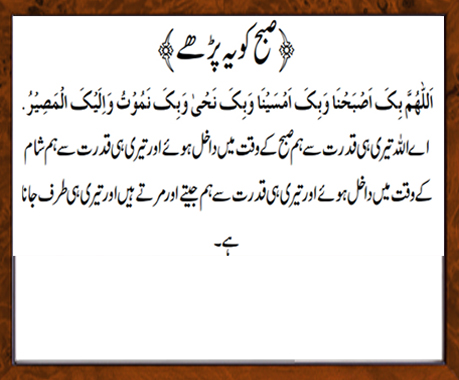 ﴿صبح کو یہ پڑھے﴾
اَللّٰھُمَّ بِکَ اَصْبَحْنَا وَبِکَ اَمْسَیْنَا وَبِکَ نَحْیٰ وَبِکَ نَمُوْتُ وَاِلَیْکَ الْمَصِیْرُ.
اے اللہ تیری ہی قدرت سے ہم صبح کے وقت میں داخل ہوئے اور تیری ہی قدرت سے ہم شام
کے وقت میں داخل ہوئے اور تیری ہی قدرت سے ہم جیتے اور مرتے ہیں اور تیری ہی طرف جانا
ہے۔